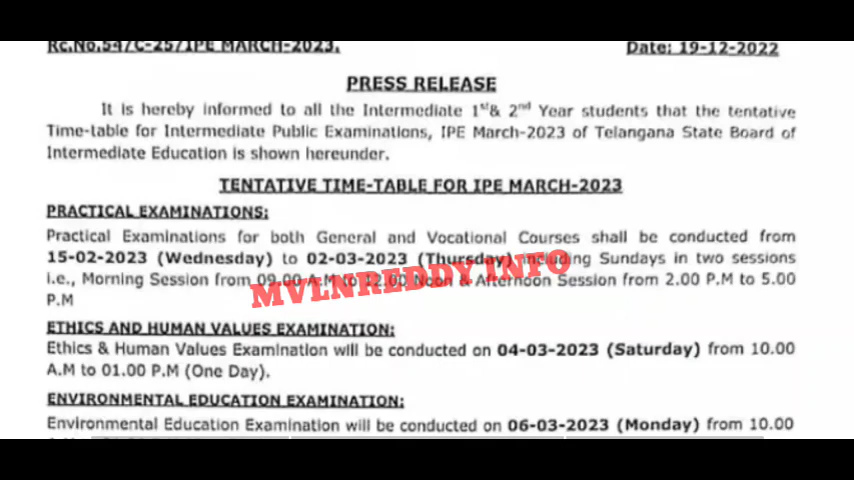 Rc.No.547/C-25/IPE MARCH-2023. Date: 19-12-2022
PRESS RELEASE
It is hereby informed to all the Intermediate 1st& 2nd Year students that the tentative
Time-table for Intermediate Public Examinations, IPE March-2023 of Telangana State Board of
Intermediate Education is shown hereunder.
TENTATIVE TIME-TABLE FOR IPE MARCH-2023
PRACTICAL EXAMINATIONS:
Practical Examinations for both General and Vocational Courses shall be conducted from
15-02-2023 (Wednesday) to 02-03-2023 (Thursday) including Sundays in two sessions
i.e., Morning Session from 09.00 A.M to 12.00 Noon & Afternoon Session from 2.00 P.M to 5.00
P.M
MVLNREDDY INFO
ETHICS AND HUMAN VALUES EXAMINATION:
Ethics & Human Values Examination will be conducted on 04-03-2023 (Saturday) from 10.00
A.M to 01.00 P.M (One Day).
ENVIRONMENTAL EDUCATION EXAMINATION:
Environmental Education Examination will be conducted on 06-03-2023 (Monday) from 10.00